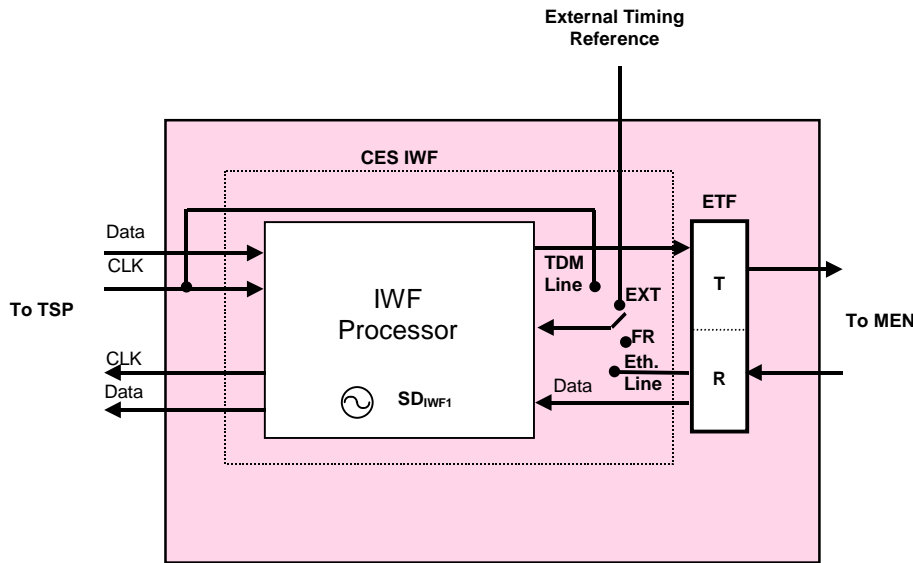 External Timing
Reference
CES IWF
ETF
Data
CLK
To TSP
CLK
Data
IWF
Processor
SDIWF1
TDM
Line
EXT
FR
Eth.
Line
Data
T
R
To MEN